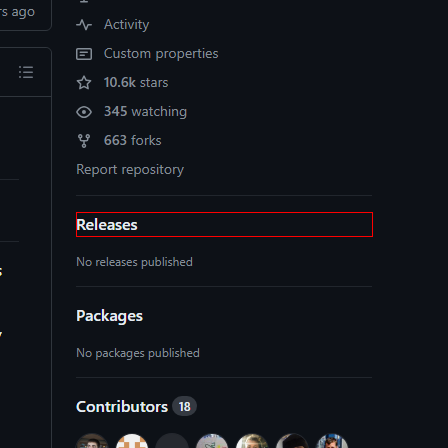 rs ago
Activity
Custom properties
10.6k stars
345 watching
663 forks
Report repository
Releases
No releases published
Packages
No packages published
Contributors 18